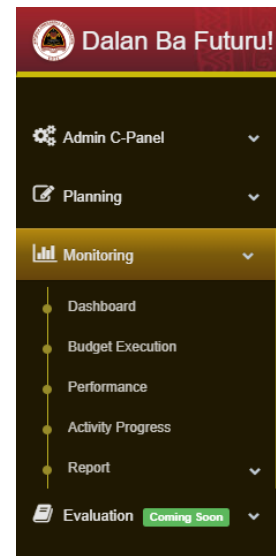 Dalan Ba Futuru!
Admin C-Panel
Planning
Monitoring
Dashboard
Budget Execution
Performance
Activity Progress
Report
Evaluation Coming Soon